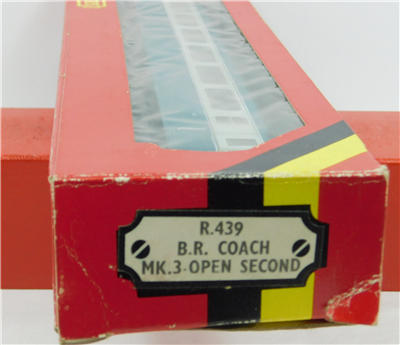 R.439
B.R. COACH
MK.3·OPEN SECOND